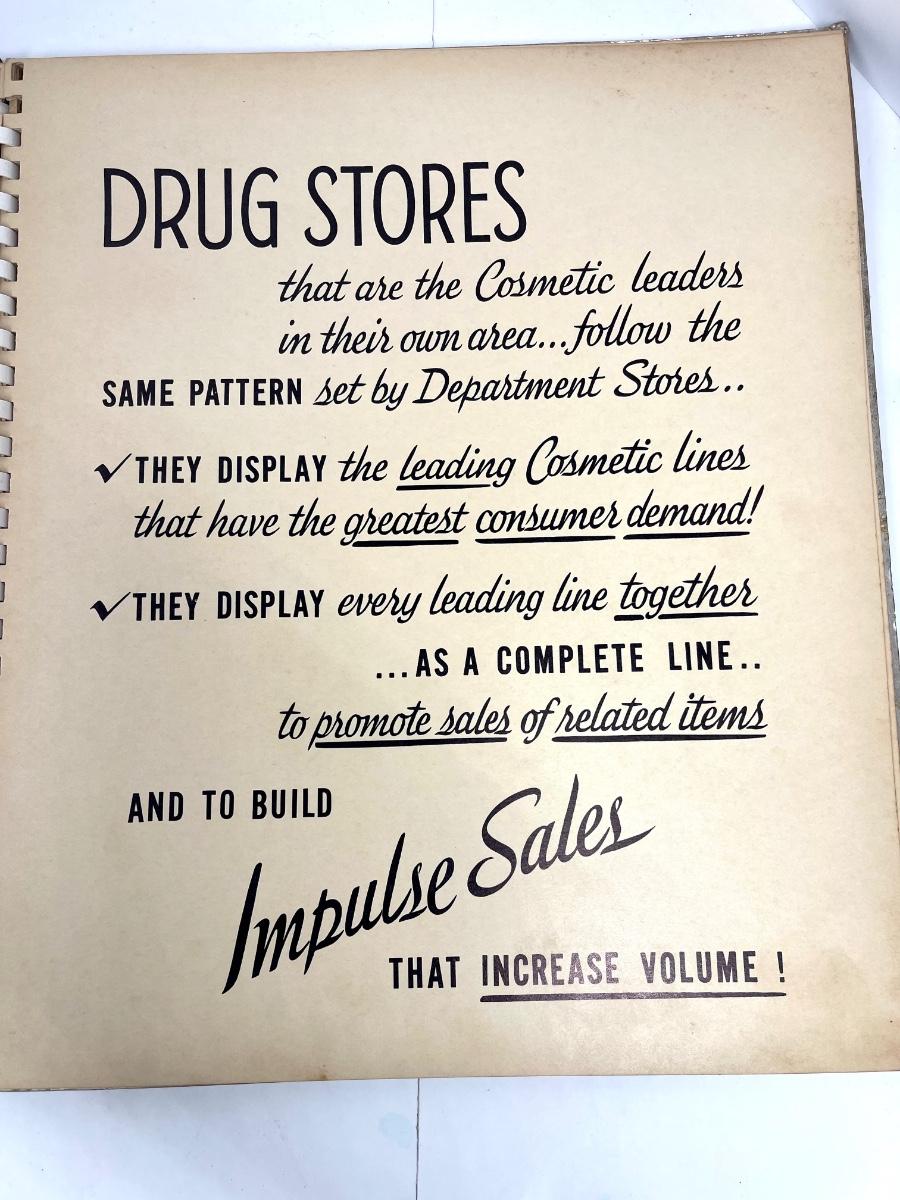 DRUG STORES
that are the Cosmetic leaders
in their own area...follow the
SAME PATTERN set by Department Stores..
✓THEY DISPLAY the leading Cosmetic lines
that have the greatest consumer demand!
✓THEY DISPLAY every leading line together
...AS A COMPLETE LINE..
to promote sales of related items
AND TO BUILD
Impulse Sales
THAT INCREASE VOLUME !